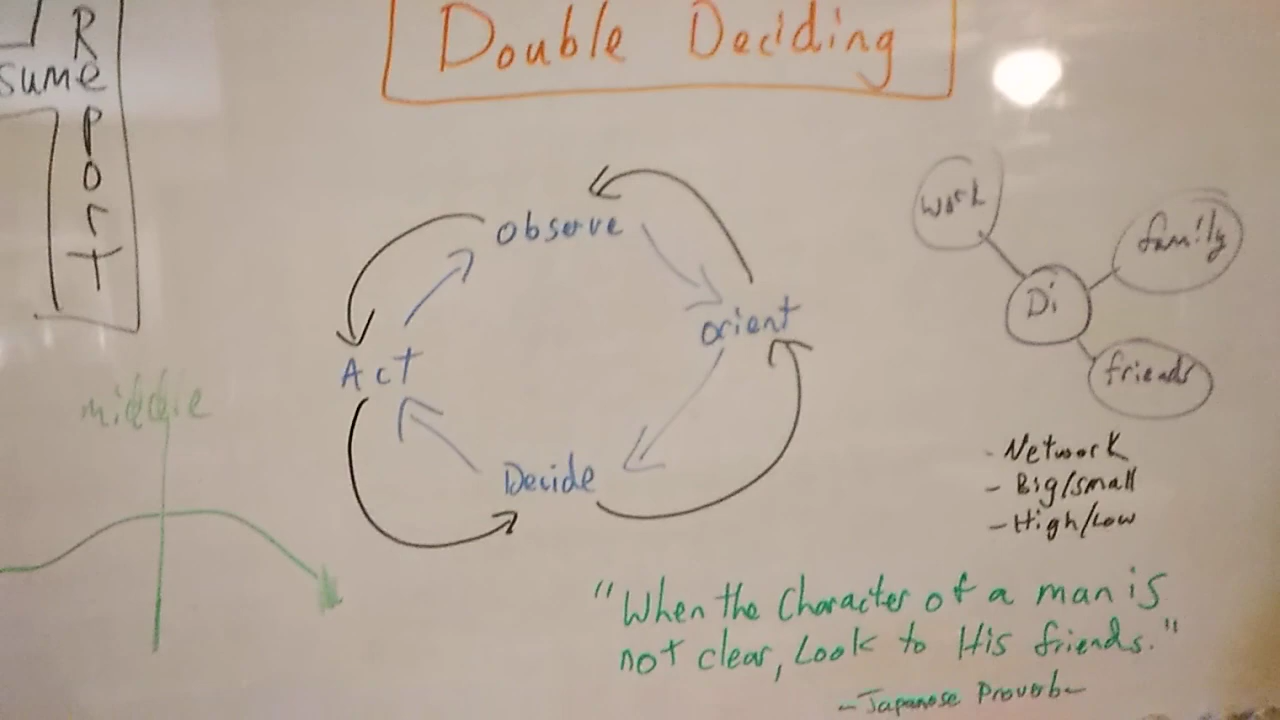 Double Deciding
R
sume
P
o
r
t
observe
orient
Act
Decide
middle
work
family
Di
friends
- Network
- Big/small
- High/Low
"When the Character of a man is
not clear, Look to His friends."
- Japanese Proverb -